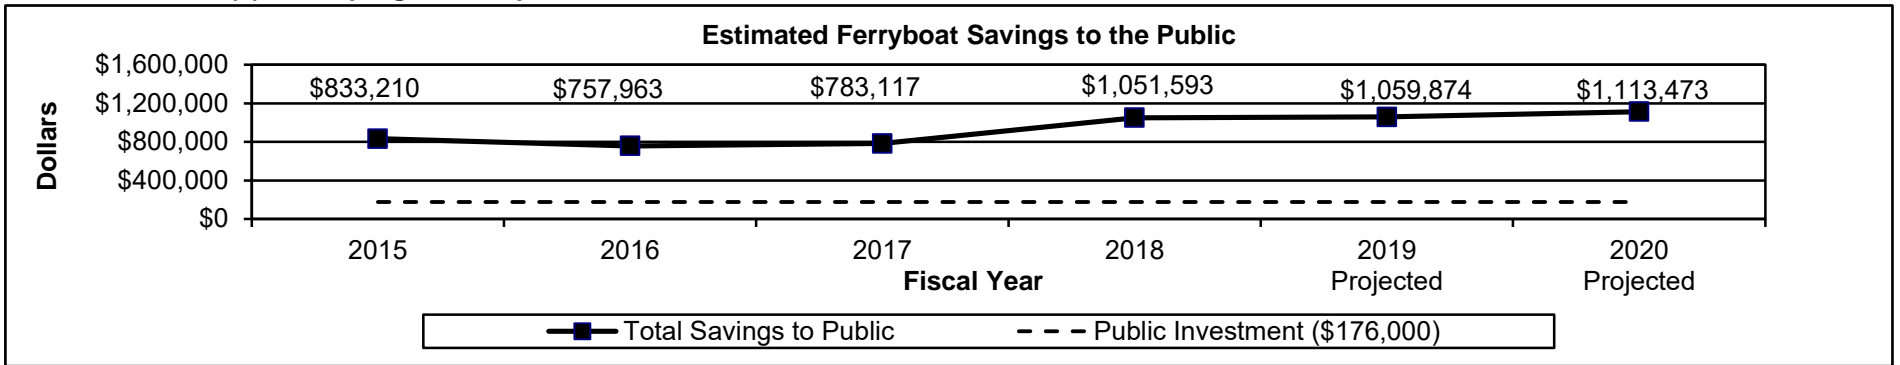 Estimated Ferryboat Savings to the Public
Dollars
$1,600,000
$1,200,000
$800,000
$400,000
$0
$833,210 $757,963 $783,117 $1,051,593 $1,059,874 $1,113,473
2015 2016 2017 2018 2019 2020
Projected Projected
Fiscal Year
Total Savings to Public Public Investment ($176,000)